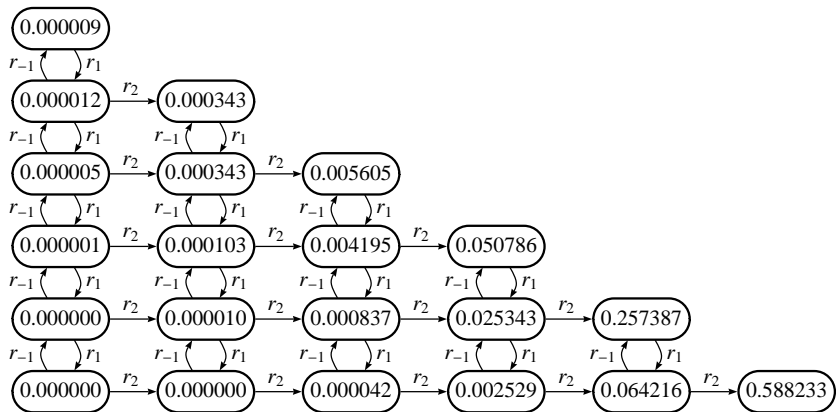 0.000009
r₋₁ r₁
0.000012 r₂ 0.000343
r₋₁ r₁ r₋₁ r₁
0.000005 r₂ 0.000343 r₂ 0.005605
r₋₁ r₁ r₋₁ r₁ r₋₁ r₁
0.000001 r₂ 0.000103 r₂ 0.004195 r₂ 0.050786
r₋₁ r₁ r₋₁ r₁ r₋₁ r₁ r₋₁ r₁
0.000000 r₂ 0.000010 r₂ 0.000837 r₂ 0.025343 r₂ 0.257387
r₋₁ r₁ r₋₁ r₁ r₋₁ r₁ r₋₁ r₁ r₋₁ r₁
0.000000 r₂ 0.000000 r₂ 0.000042 r₂ 0.002529 r₂ 0.064216 r₂ 0.588233